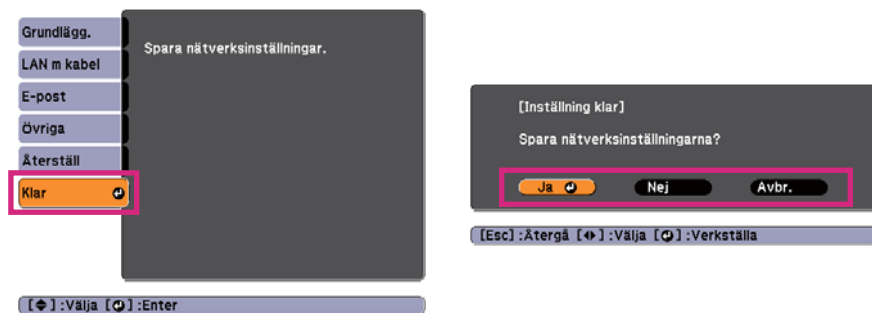 Grundlägg.
LAN m kabel
E-post
Övriga
Återställ
Klar
Spara nätverksinställningar.
[◆] :Välja [⏎] :Enter
[Inställning klar]
Spara nätverksinställningarna?
Ja Nej Avbr.
[Esc] :Återgå [◀▶] :Välja [⏎] :Verkställa